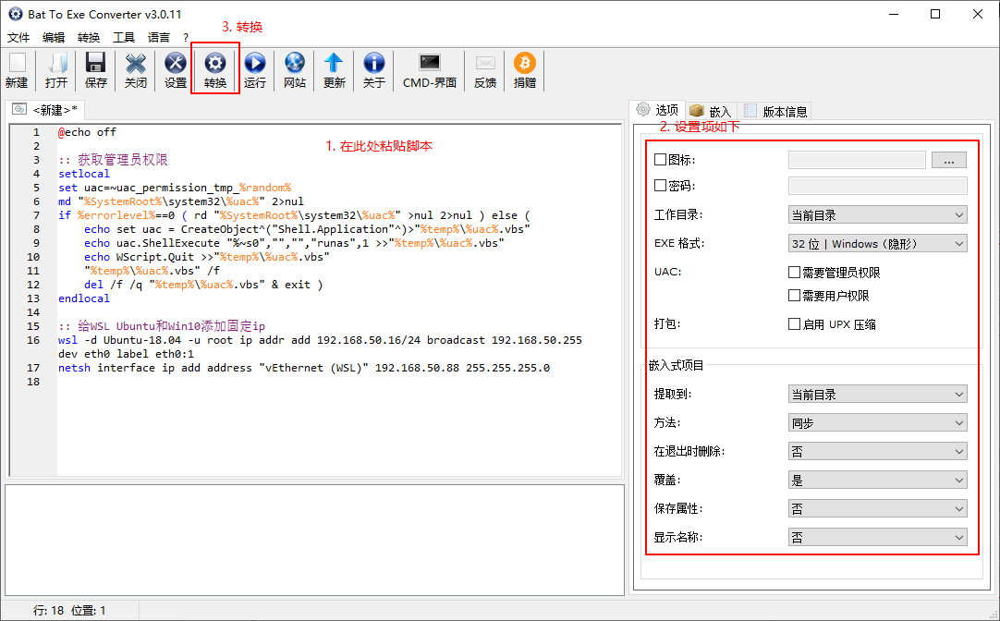 Bat To Exe Converter v3.0.11
3. 转换
文件 编辑 转换 工具 语言 ?
新建 打开 保存 关闭 设置 转换 运行 网站 更新 关于 CMD-界面 反馈 捐赠
<新建>*
1 @echo off
2
3 :: 获取管理员权限
4 setlocal
5 set uac=~uac_permission_tmp_%random%
6 md "%SystemRoot%\system32\%uac%" 2>nul
7 if %errorlevel%==0 ( rd "%SystemRoot%\system32\%uac%" >nul 2>nul ) else (
8     echo set uac = CreateObject^("Shell.Application"^)>"%temp%\%uac%.vbs"
9     echo uac.ShellExecute "%~s0","","","runas",1 >>"%temp%\%uac%.vbs"
10     echo WScript.Quit >>"%temp%\%uac%.vbs"
11     "%temp%\%uac%.vbs" /f
12     del /f /q "%temp%\%uac%.vbs" & exit )
13 endlocal
14
15 :: 给WSL Ubuntu和Win10添加固定ip
16 wsl -d Ubuntu-18.04 -u root ip addr add 192.168.50.16/24 broadcast 192.168.50.255
dev eth0 label eth0:1
17 netsh interface ip add address "vEthernet (WSL)" 192.168.50.88 255.255.255.0
18
1. 在此处粘贴脚本
选项 嵌入 版本信息
2. 设置项如下
图标: ...
密码:
工作目录: 当前目录
EXE 格式: 32 位 | Windows (隐形)
UAC: 需要管理员权限
需要用户权限
打包: 启用 UPX 压缩
嵌入式项目
提取到: 当前目录
方法: 同步
在退出时删除: 否
覆盖: 是
保存属性: 否
显示名称: 否
行: 18 位置: 1